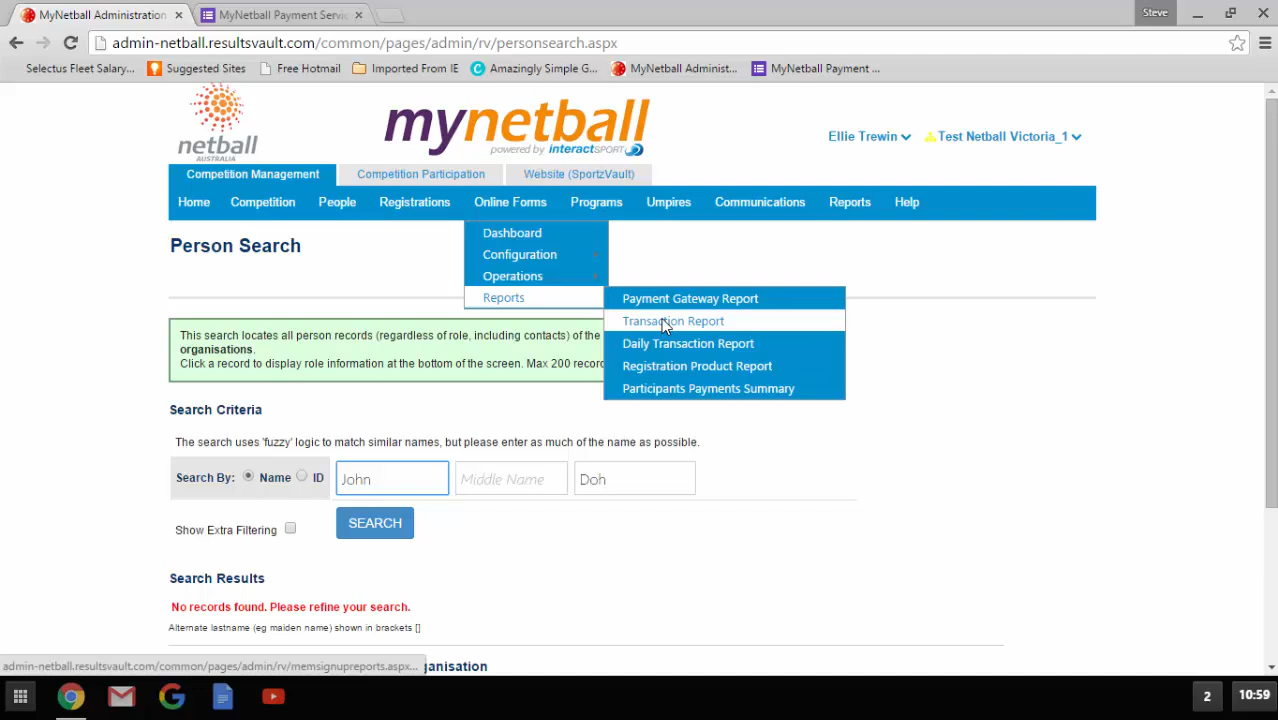 MyNetball Administration
MyNetball Payment Servic
Steve
admin-netball.resultsvault.com/common/pages/admin/rv/personsearch.aspx
Selectus Fleet Salary...
Suggested Sites
Free Hotmail
Imported From IE
Amazingly Simple G...
MyNetball Administ...
MyNetball Payment ...
netball
AUSTRALIA
mynetball
powered by interactSPORT
Ellie Trewin
Test Netball Victoria_1
Competition Management
Competition Participation
Website (SportzVault)
Home
Competition
People
Registrations
Online Forms
Programs
Umpires
Communications
Reports
Help
Dashboard
Configuration
Operations
Reports
Payment Gateway Report
Transaction Report
Daily Transaction Report
Registration Product Report
Participants Payments Summary
Person Search
This search locates all person records (regardless of role, including contacts) of the
organisations.
Click a record to display role information at the bottom of the screen. Max 200 record
Search Criteria
The search uses 'fuzzy' logic to match similar names, but please enter as much of the name as possible.
Search By: Name ID
John
Middle Name
Doh
Show Extra Filtering
SEARCH
Search Results
No records found. Please refine your search.
Alternate lastname (eg maiden name) shown in brackets []
admin-netball.resultsvault.com/common/pages/admin/rv/memsignupreports.aspx...
ganisation
2
10:59